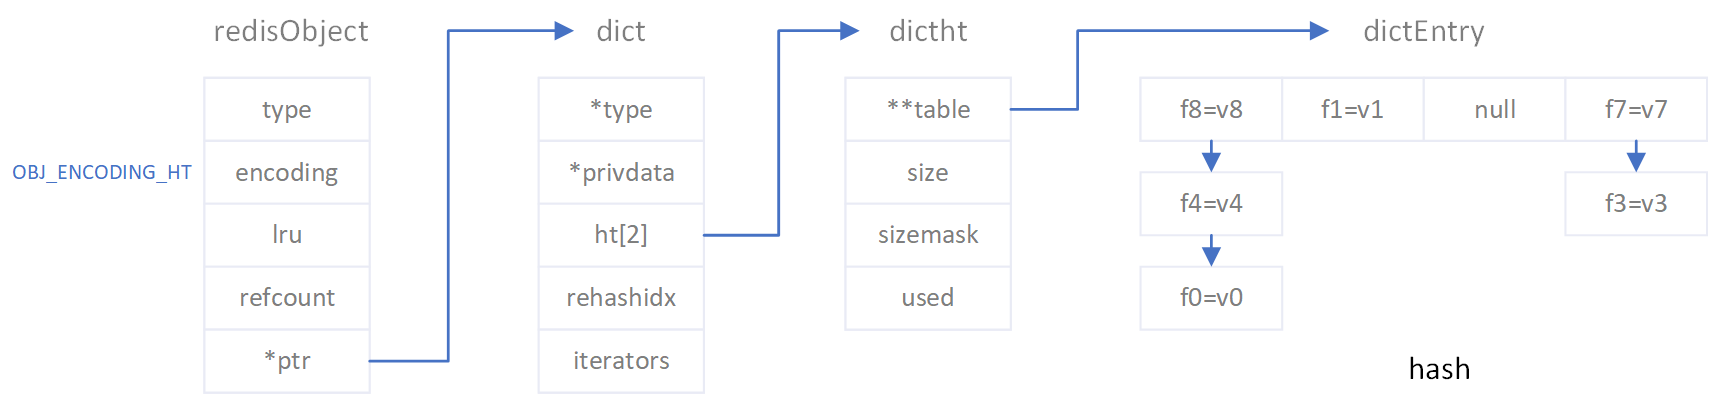 redisObject
dict
dictht
dictEntry
type
*type
**table
f8=v8
f1=v1
null
f7=v7
OBJ_ENCODING_HT
encoding
*privdata
size
f4=v4
f3=v3
lru
ht[2]
sizemask
refcount
rehashidx
used
f0=v0
*ptr
iterators
hash